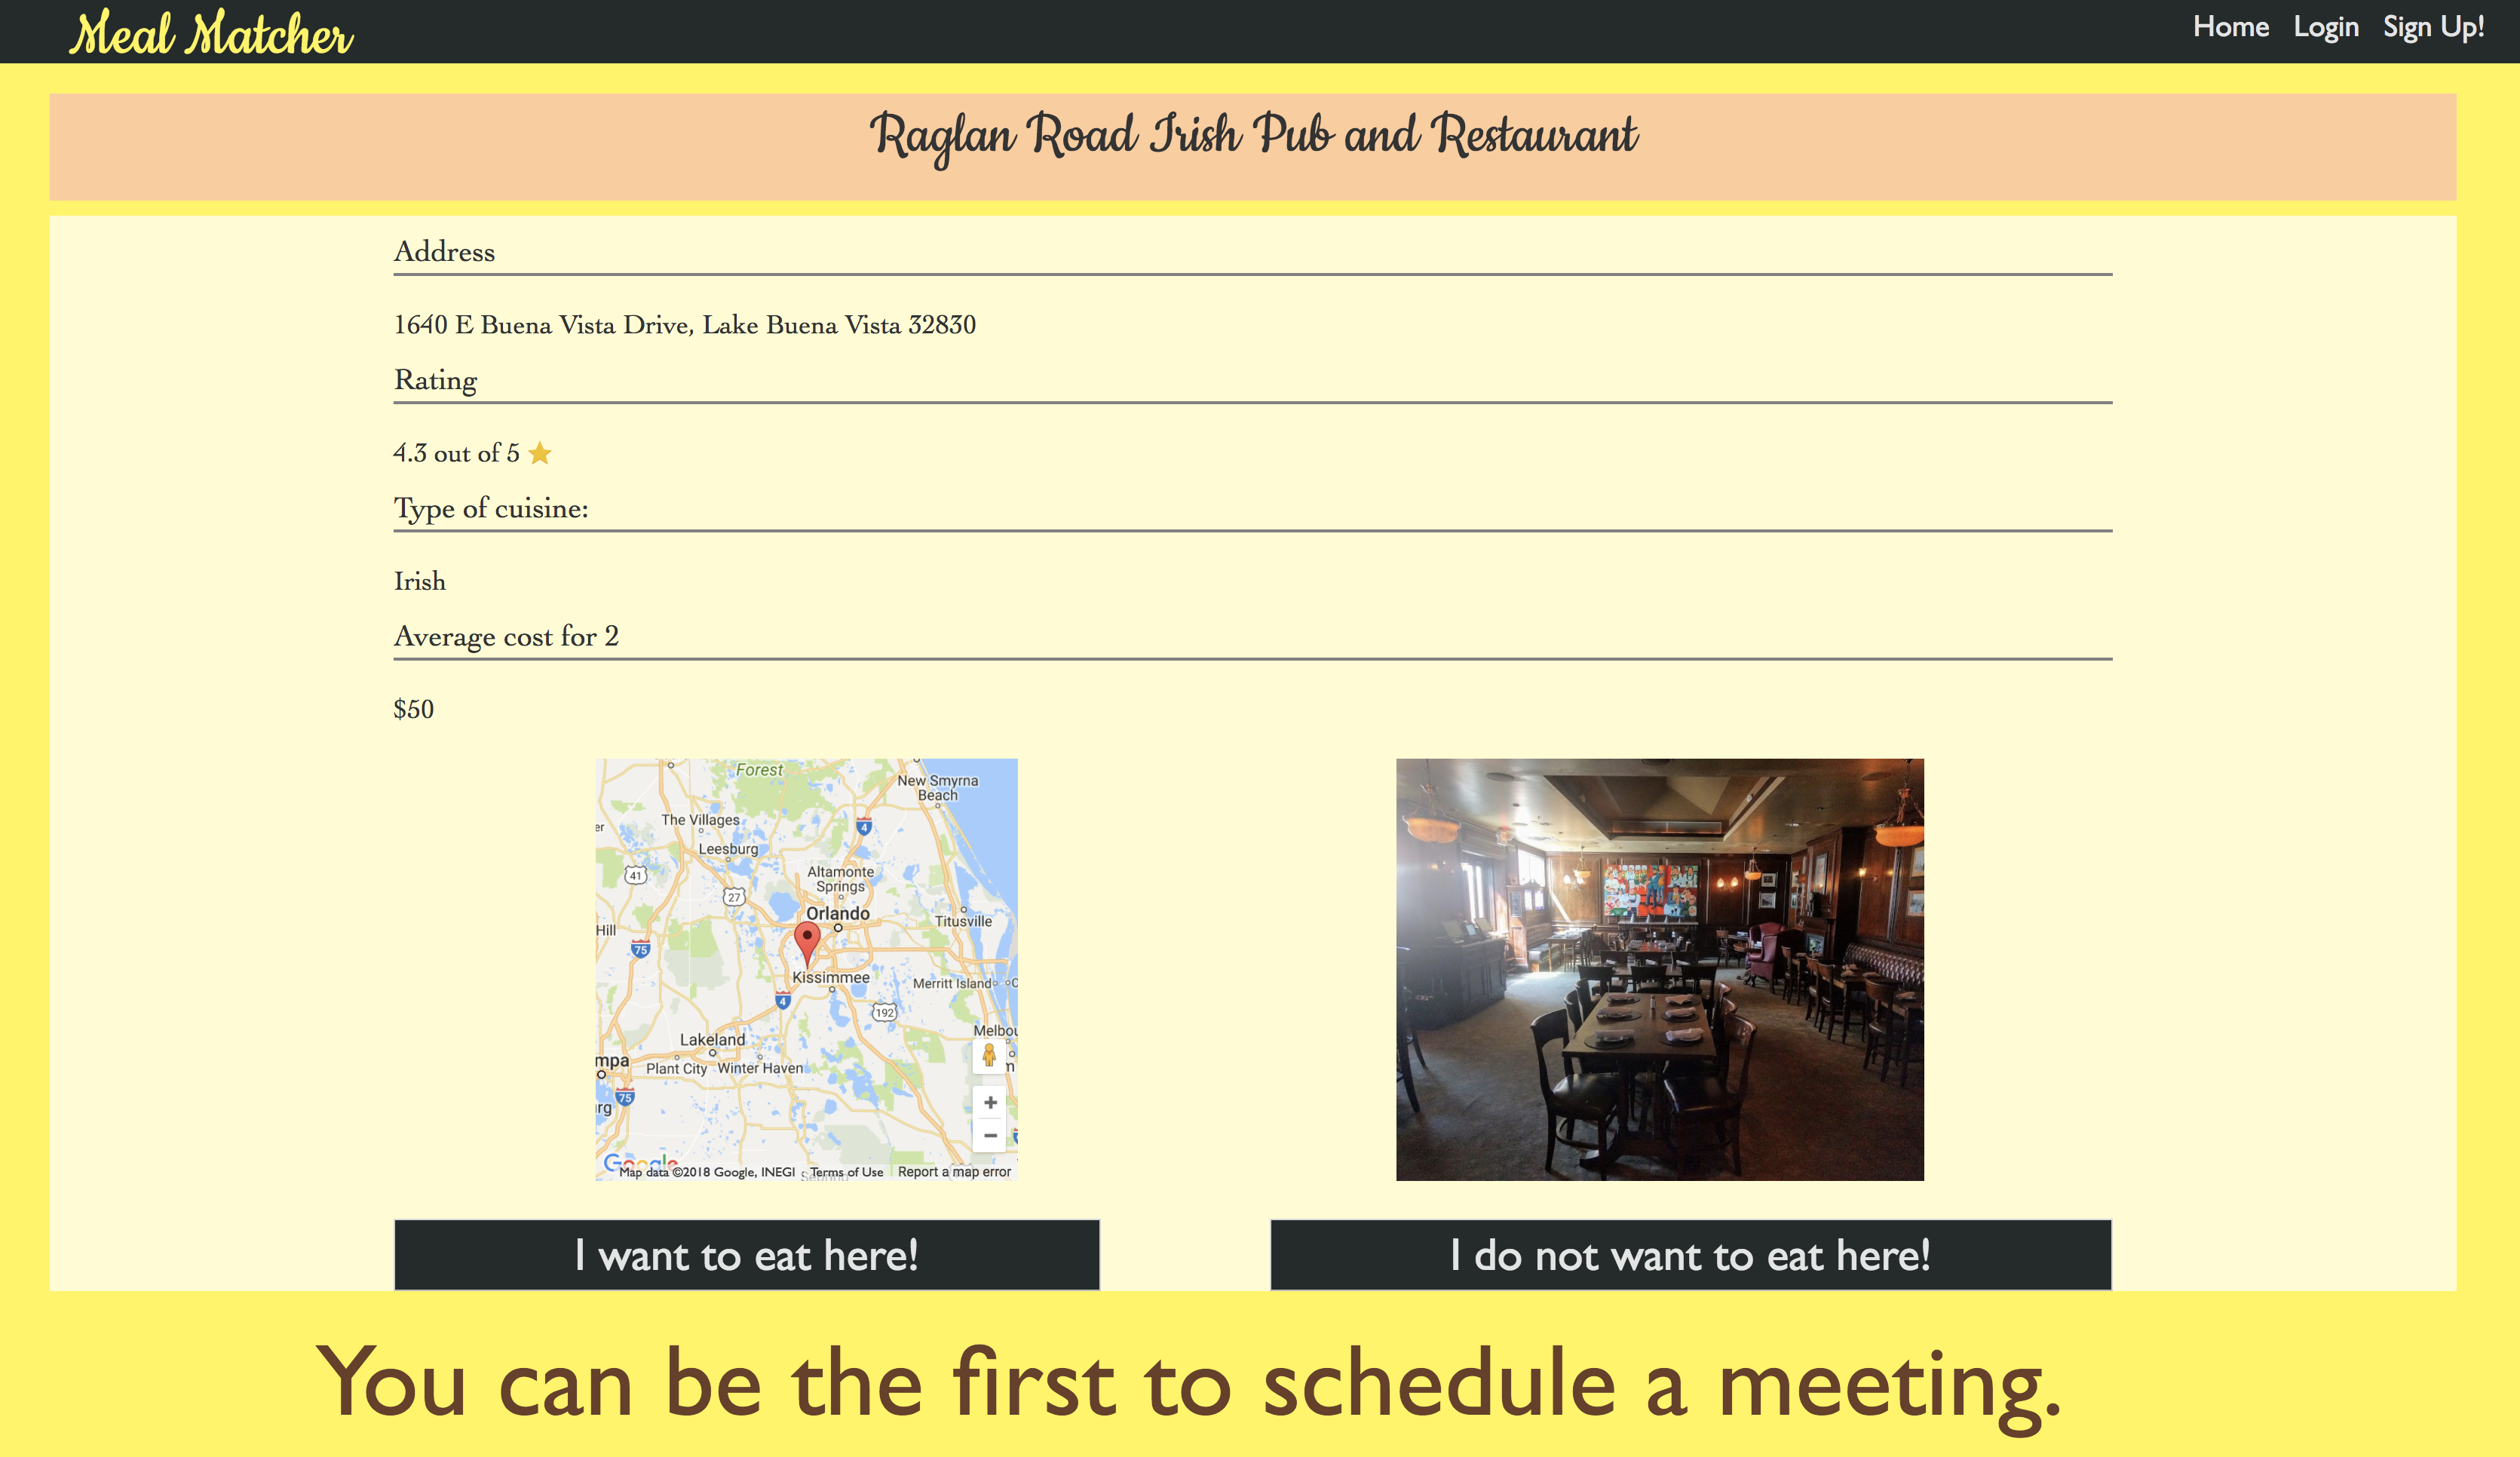 Meal Matcher
Home Login Sign Up!
Raglan Road Irish Pub and Restaurant
Address
1640 E Buena Vista Drive, Lake Buena Vista 32830
Rating
4.3 out of 5
Type of cuisine:
Irish
Average cost for 2
$50
Forest
New Smyrna
Beach
The Villages
4
er
Leesburg
41
Altamonte
Springs
27
Orlando
Titusville
Hill
75
Kissimmee
Merritt Island
4
192
Melbou
Lakeland
mpa
Plant City Winter Haven
m
75
rg
+
−
Google
Map data ©2018 Google, INEGI Terms of Use Report a map error
I want to eat here!
I do not want to eat here!
You can be the first to schedule a meeting.